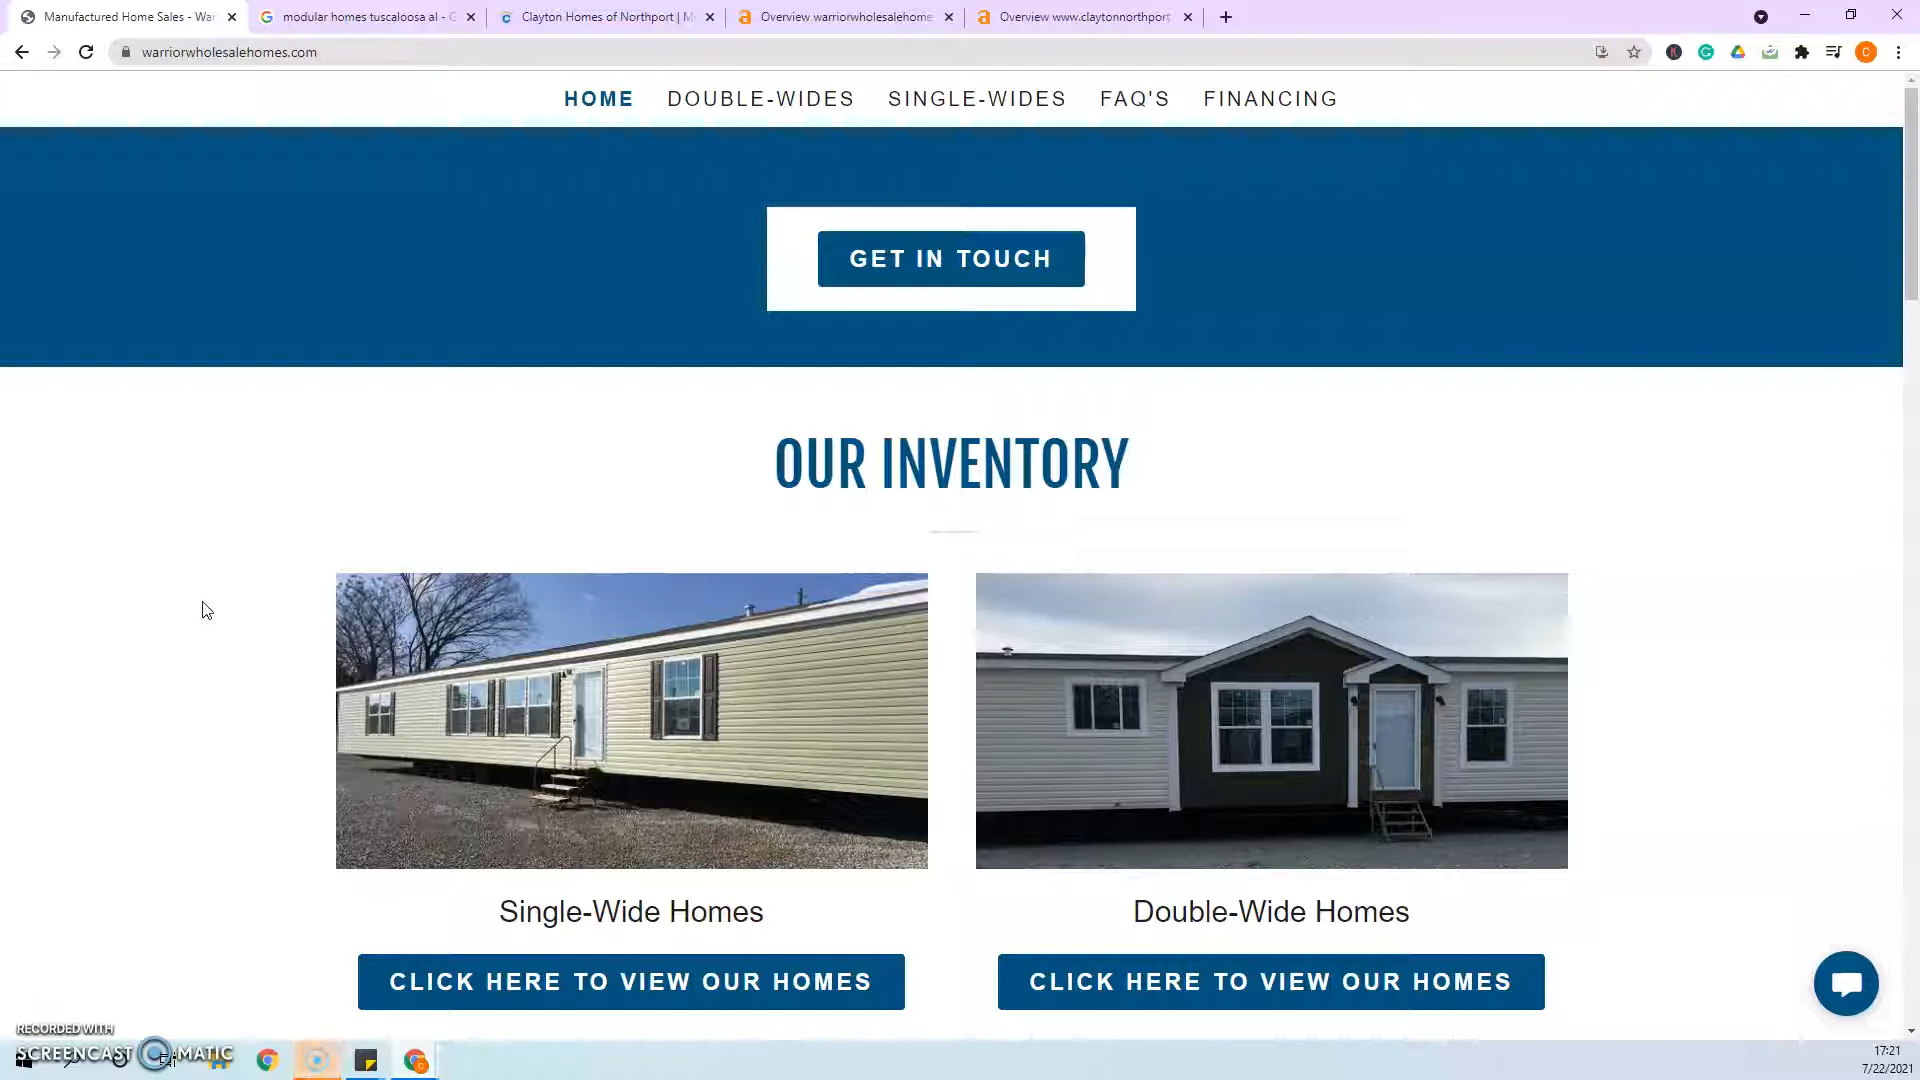 Manufactured Home Sales - Wa
modular homes tuscaloosa al - G
Clayton Homes of Northport | M
Overview warriorwholesalehome
Overview www.claytonnorthport
warriorwholesalehomes.com
C
HOME
DOUBLE-WIDES
SINGLE-WIDES
FAQ'S
FINANCING
GET IN TOUCH
OUR INVENTORY
Single-Wide Homes
Double-Wide Homes
CLICK HERE TO VIEW OUR HOMES
CLICK HERE TO VIEW OUR HOMES
RECORDED WITH
SCREENCAST MATIC
17:21
7/22/2021